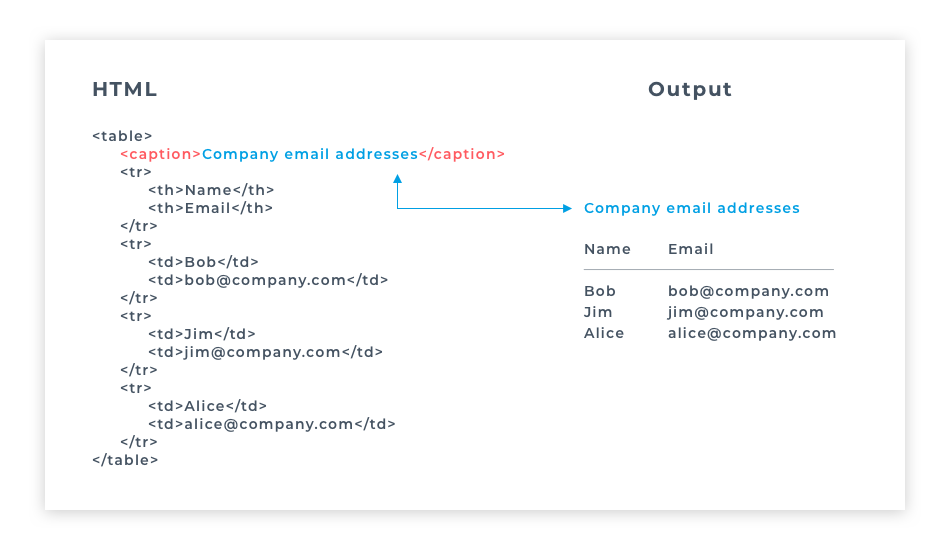 HTML
<table>
<caption>Company email addresses</caption>
<tr>
<th>Name</th>
<th>Email</th>
</tr>
<tr>
<td>Bob</td>
<td>bob@company.com</td>
</tr>
<tr>
<td>Jim</td>
<td>jim@company.com</td>
</tr>
<tr>
<td>Alice</td>
<td>alice@company.com</td>
</tr>
</table>
Output
Company email addresses
Name Email
Bob bob@company.com
Jim jim@company.com
Alice alice@company.com